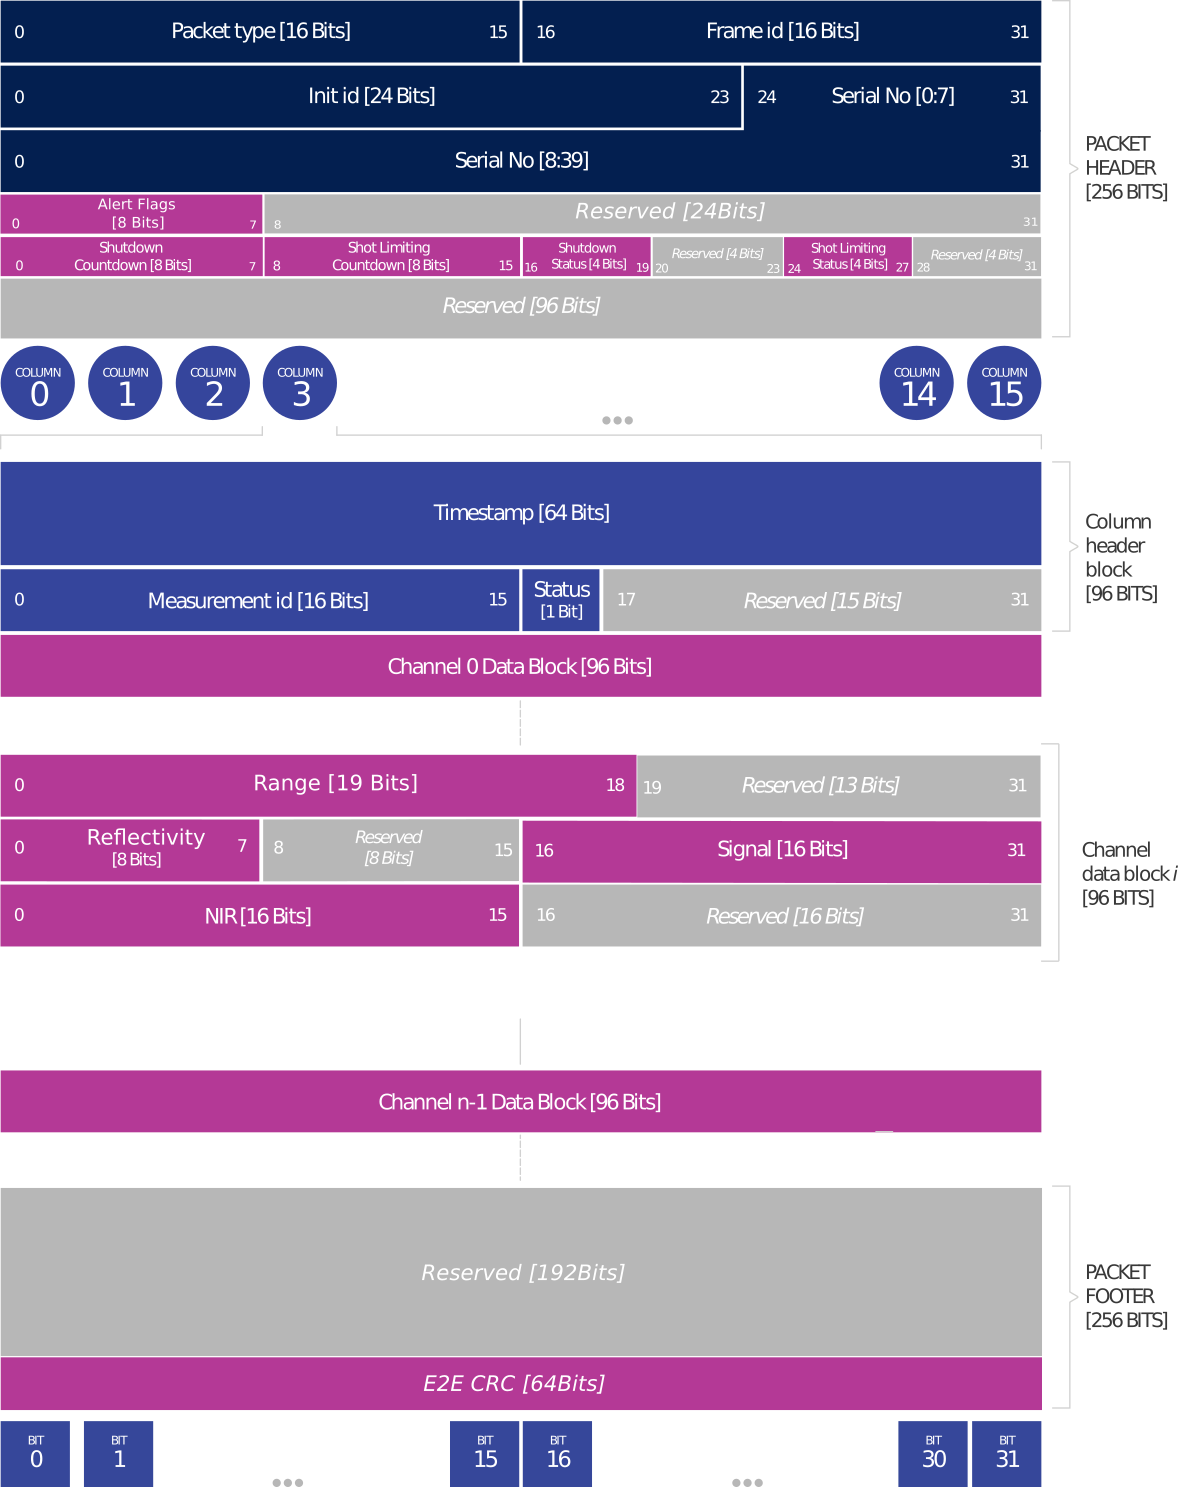 0 Packet type [16 Bits] 15 16 Frame id [16 Bits] 31
0 Init id [24 Bits] 23 24 Serial No [0:7] 31
0 Serial No [8:39] 31
PACKET
HEADER
[256 BITS]
Alert Flags
0 [8 Bits] 7 8 Reserved [24Bits] 31
Shutdown
0 Countdown [8 Bits] 7
Shot Limiting
8 Countdown [8 Bits] 15
Shutdown
16 Status [4 Bits] 19
20 Reserved [4 Bits] 23
Shot Limiting
24 Status [4 Bits] 27
28 Reserved [4 Bits] 31
Reserved [96 Bits]
COLUMN
0
COLUMN
1
COLUMN
2
COLUMN
3
COLUMN
14
COLUMN
15
Timestamp [64 Bits]
Column
header
block
[96 BITS]
0 Measurement id [16 Bits] 15
Status
[1 Bit]
17 Reserved [15 Bits] 31
Channel 0 Data Block [96 Bits]
0 Range [19 Bits] 18 19 Reserved [13 Bits] 31
0 Reflectivity 7
[8 Bits]
8 Reserved 15
[8 Bits]
16 Signal [16 Bits] 31
Channel
data block i
[96 BITS]
0 NIR [16 Bits] 15 16 Reserved [16 Bits] 31
Channel n-1 Data Block [96 Bits]
Reserved [192Bits]
PACKET
FOOTER
[256 BITS]
E2E CRC [64Bits]
BIT
0
BIT
1
BIT
15
BIT
16
BIT
30
BIT
31